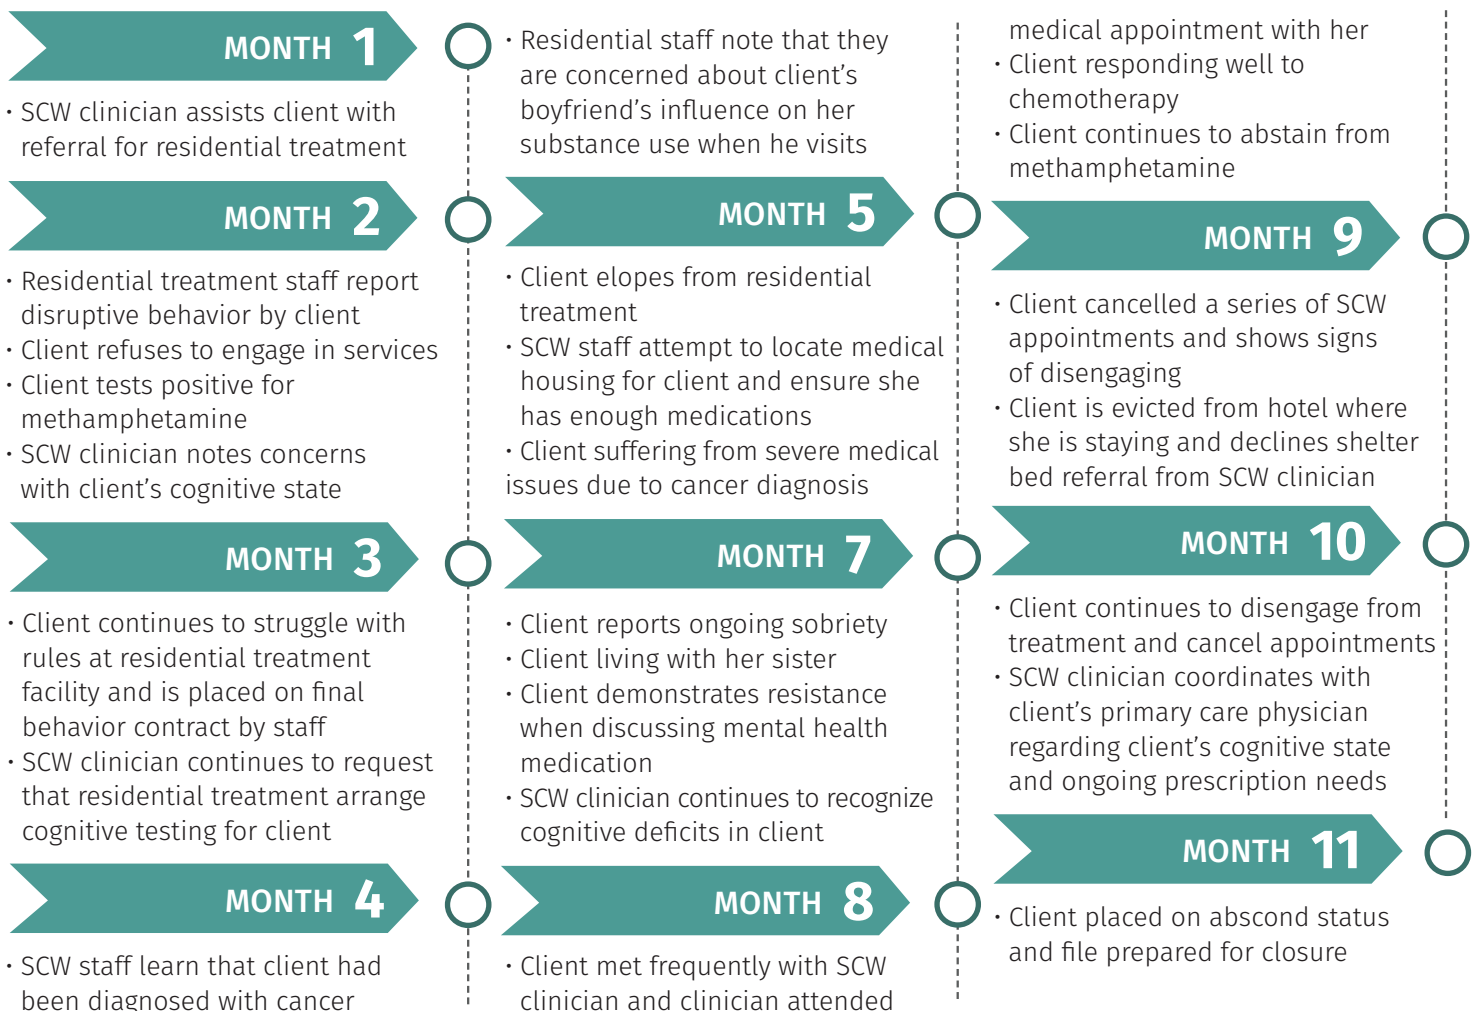 MONTH 1
· SCW clinician assists client with
referral for residential treatment
MONTH 2
· Residential treatment staff report
disruptive behavior by client
· Client refuses to engage in services
· Client tests positive for
methamphetamine
· SCW clinician notes concerns
with client's cognitive state
MONTH 3
· Client continues to struggle with
rules at residential treatment
facility and is placed on final
behavior contract by staff
· SCW clinician continues to request
that residential treatment arrange
cognitive testing for client
MONTH 4
· SCW staff learn that client had
been diagnosed with cancer
· Residential staff note that they
are concerned about client's
boyfriend's influence on her
substance use when he visits
MONTH 5
· Client elopes from residential
treatment
· SCW staff attempt to locate medical
housing for client and ensure she
has enough medications
· Client suffering from severe medical
issues due to cancer diagnosis
MONTH 7
· Client reports ongoing sobriety
· Client living with her sister
· Client demonstrates resistance
when discussing mental health
medication
· SCW clinician continues to recognize
cognitive deficits in client
MONTH 8
· Client met frequently with SCW
clinician and clinician attended
medical appointment with her
· Client responding well to
chemotherapy
· Client continues to abstain from
methamphetamine
MONTH 9
· Client cancelled a series of SCW
appointments and shows signs
of disengaging
· Client is evicted from hotel where
she is staying and declines shelter
bed referral from SCW clinician
MONTH 10
· Client continues to disengage from
treatment and cancel appointments
· SCW clinician coordinates with
client's primary care physician
regarding client's cognitive state
and ongoing prescription needs
MONTH 11
· Client placed on abscond status
and file prepared for closure